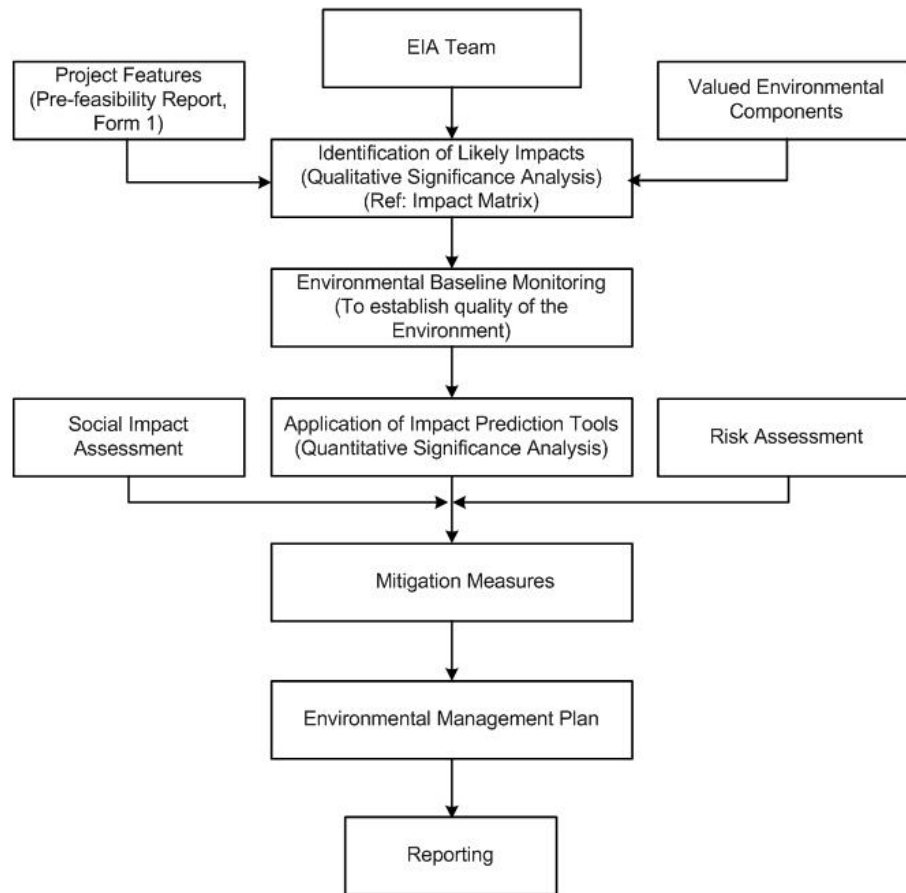 EIA Team
Project Features
(Pre-feasibility Report,
Form 1)
Valued Environmental
Components
Identification of Likely Impacts
(Qualitative Significance Analysis)
(Ref: Impact Matrix)
Environmental Baseline Monitoring
(To establish quality of the
Environment)
Social Impact
Assessment
Application of Impact Prediction Tools
(Quantitative Significance Analysis)
Risk Assessment
Mitigation Measures
Environmental Management Plan
Reporting